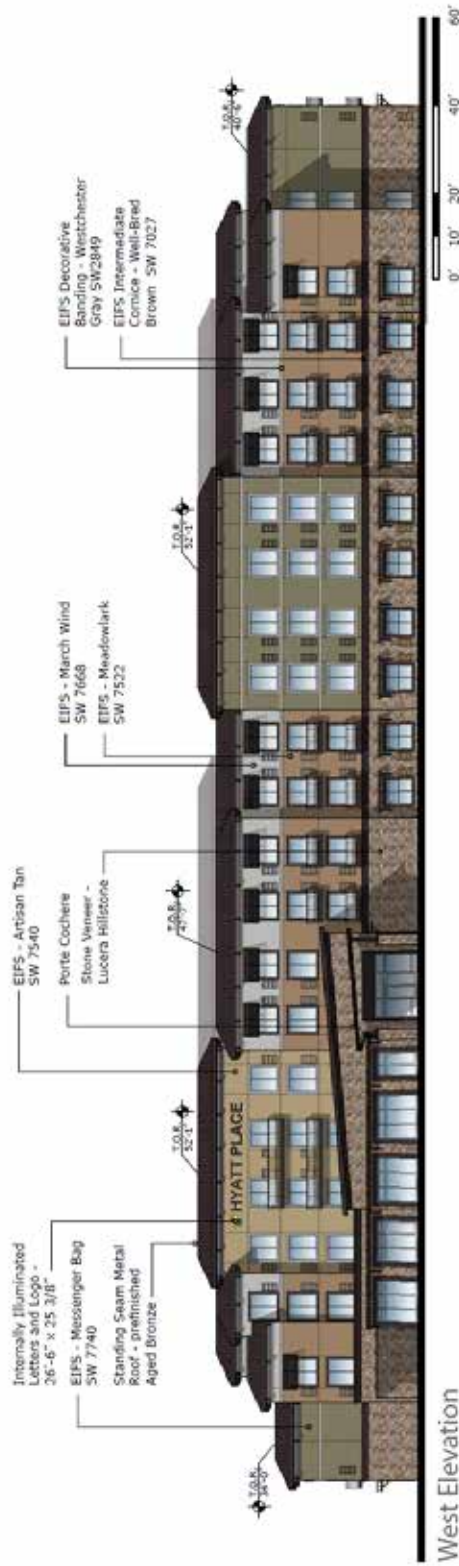 Internally Illuminated
Letters and Logo -
26'-6" x 25 3/8"
EIFS - Messenger Bag
SW 7740
Standing Seam Metal
Roof - prefinished
Aged Bronze
EIFS - Artisan Tan
SW 7540
Porte Cochere
Stone Veneer -
Lucera Hillstone
EIFS - March Wind
SW 7668
EIFS - Meadowlark
SW 7522
EIFS Decorative
Banding - Westchester
Gray SW2849
EIFS Intermediate
Cornice - Well-Bred
Brown SW 7027
T.O.R.
34'-0"
T.O.R.
52'-1"
T.O.R.
T.O.R.
52'-1"
T.O.R.
40'-6"
HYATT PLACE
West Elevation
0' 10' 20' 40' 60'